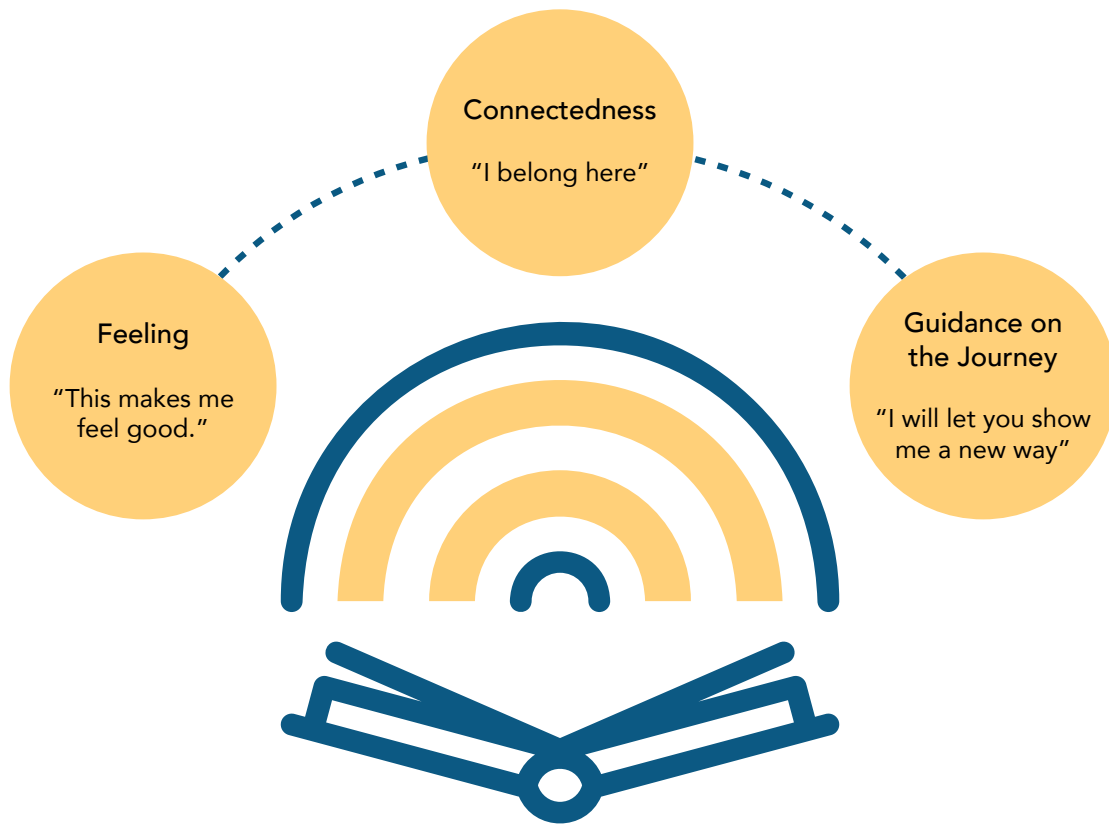 Connectedness
“I belong here”
Feeling
“This makes me
feel good.”
Guidance on
the Journey
“I will let you show
me a new way”